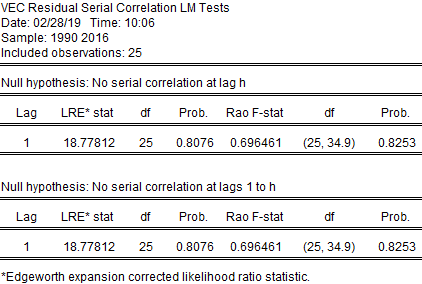 VEC Residual Serial Correlation LM Tests
Date: 02/28/19 Time: 10:06
Sample: 1990 2016
Included observations: 25
Null hypothesis: No serial correlation at lag h
Lag LRE* stat df Prob. Rao F-stat df Prob.
1 18.77812 25 0.8076 0.696461 (25, 34.9) 0.8253
Null hypothesis: No serial correlation at lags 1 to h
Lag LRE* stat df Prob. Rao F-stat df Prob.
1 18.77812 25 0.8076 0.696461 (25, 34.9) 0.8253
*Edgeworth expansion corrected likelihood ratio statistic.